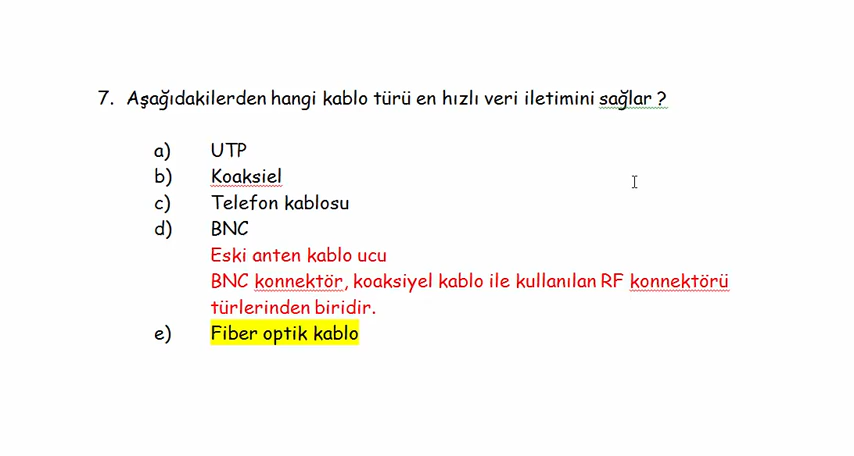 7. Aşağıdakilerden hangi kablo türü en hızlı veri iletimini sağlar ?
a) UTP
b) Koaksiel
c) Telefon kablosu
d) BNC
Eski anten kablo ucu
BNC konnektör, koaksiyel kablo ile kullanılan RF konnektörü
türlerinden biridir.
e) Fiber optik kablo